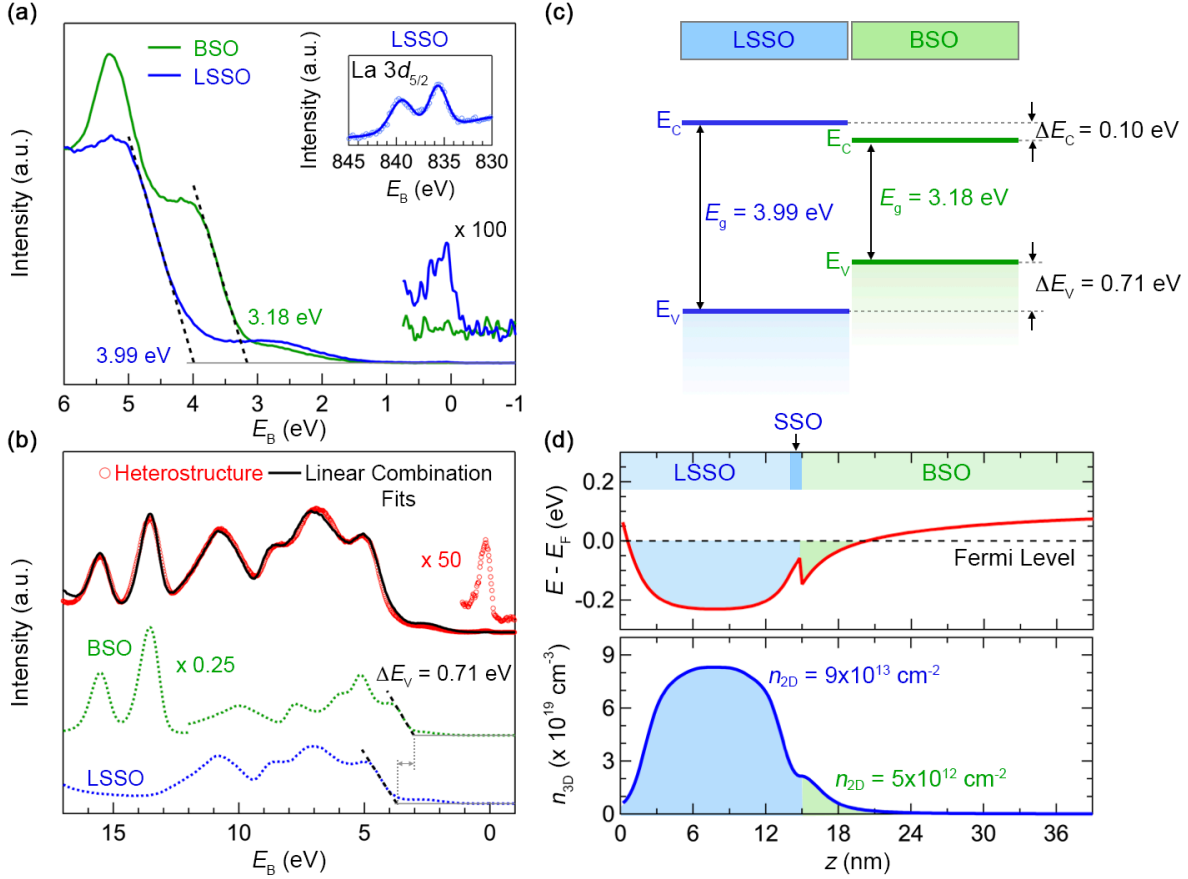 (a)
BSO
LSSO
LSSO
La 3d5/2
Intensity (a.u.)
845 840 835 830
EB (eV)
x 100
3.18 eV
3.99 eV
Intensity (a.u.)
6 5 4 3 2 1 0 -1
EB (eV)
(b)
Heterostructure
Linear Combination
Fits
x 50
BSO
x 0.25
ΔEV = 0.71 eV
LSSO
Intensity (a.u.)
15 10 5 0
EB (eV)
(c)
LSSO BSO
EC
EC
ΔEC = 0.10 eV
Eg = 3.99 eV
Eg = 3.18 eV
EV
EV
ΔEV = 0.71 eV
(d)
SSO
LSSO BSO
0.2
0.0
-0.2
E - EF (eV)
Fermi Level
9
6
3
0
n3D (x 10^19 cm^-3)
n2D = 9x10^13 cm^-2
n2D = 5x10^12 cm^-2
0 6 12 18 24 30 36
z (nm)